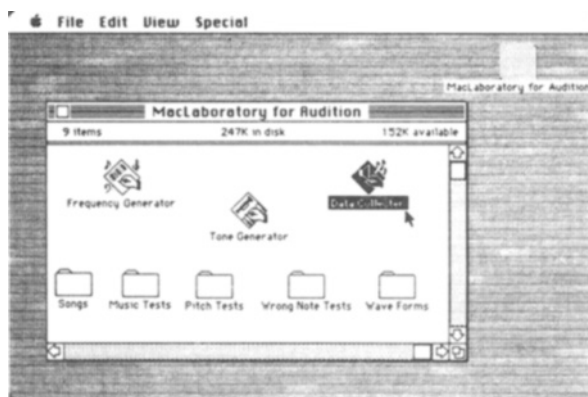 File Edit View Special
MacLaboratory for Audition
MacLaboratory for Audition
9 items 247K in disk 152K available
Frequency Generator
Data Collector
Tone Generator
Songs Music Tests Pitch Tests Wrong Note Tests Wave Forms